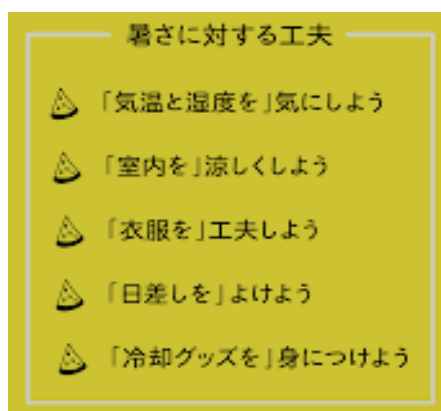 暑さに対する工夫
「気温と湿度を」気にしよう
「室内を」涼しくしよう
「衣服を」工夫しよう
「日差しを」よけよう
「冷却グッズを」身につけよう